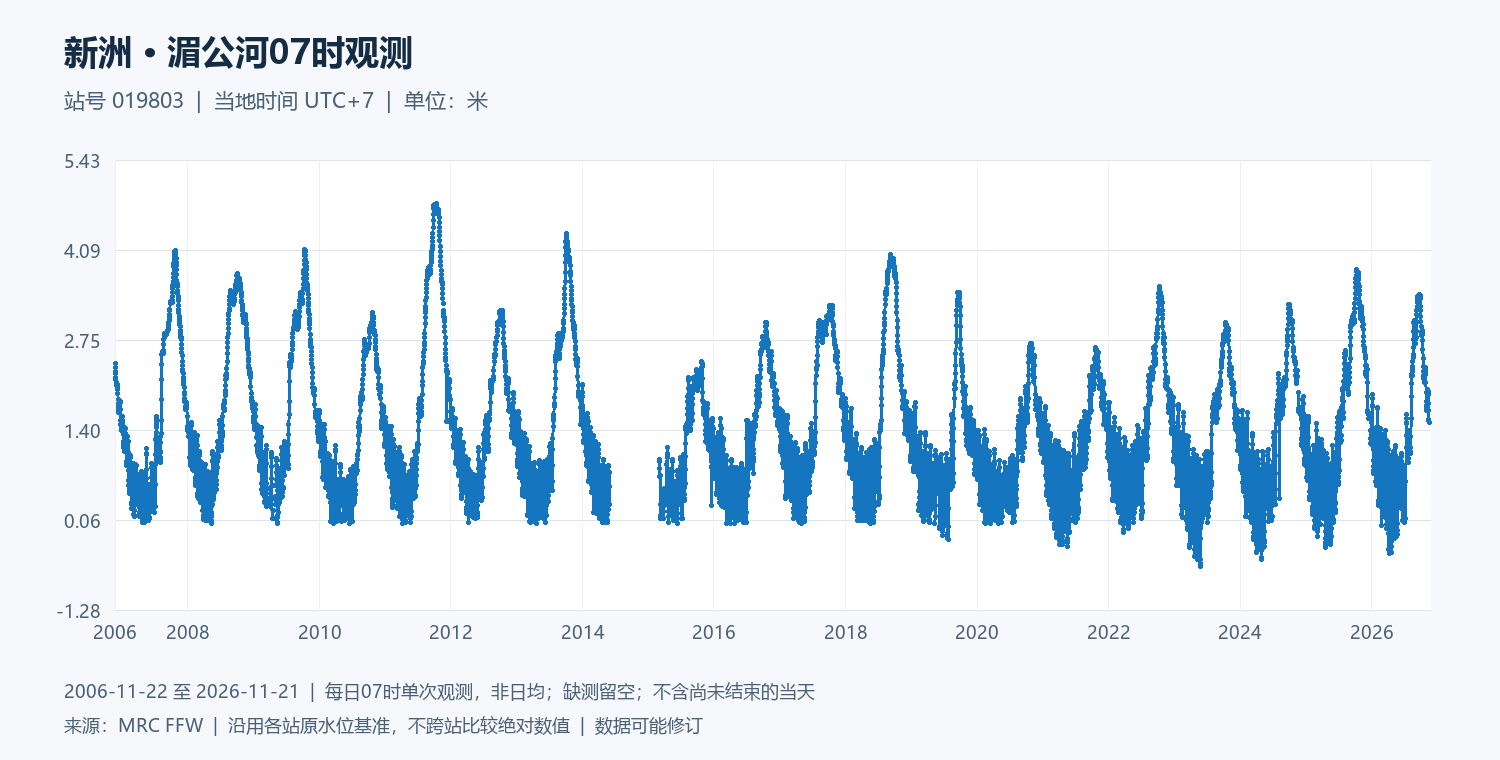 新洲 • 湄公河07时观测
站号 019803 | 当地时间 UTC+7 | 单位：米
5.43
4.09
2.75
1.40
0.06
-1.28
2006 2008 2010 2012 2014 2016 2018 2020 2022 2024 2026
2006-11-22 至 2026-11-21 | 每日07时单次观测，非日均；缺测留空；不含尚未结束的当天
来源：MRC FFW | 沿用各站原水位基准，不跨站比较绝对数值 | 数据可能修订